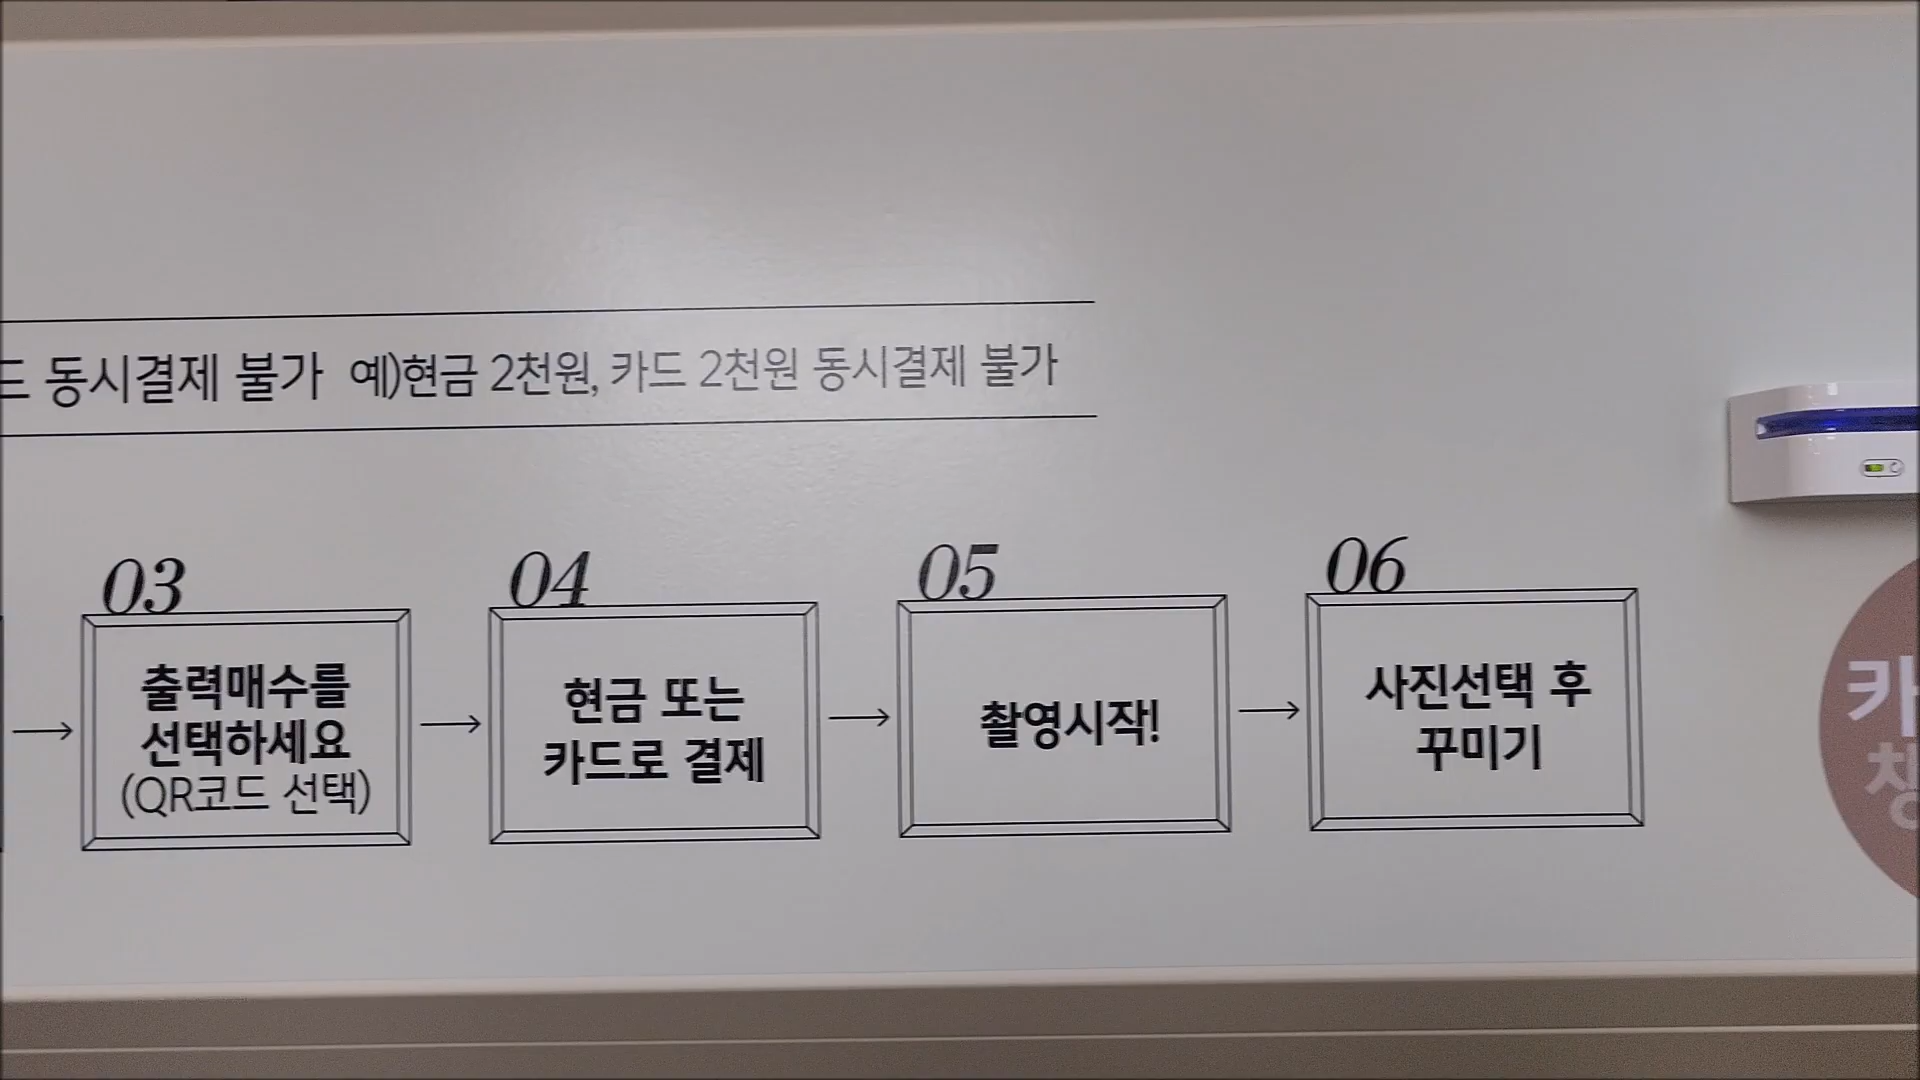 드 동시결제 불가 예)현금 2천원, 카드 2천원 동시결제 불가
03
출력매수를
선택하세요
(QR코드 선택)
04
현금 또는
카드로 결제
05
촬영시작!
06
사진선택 후
꾸미기
카